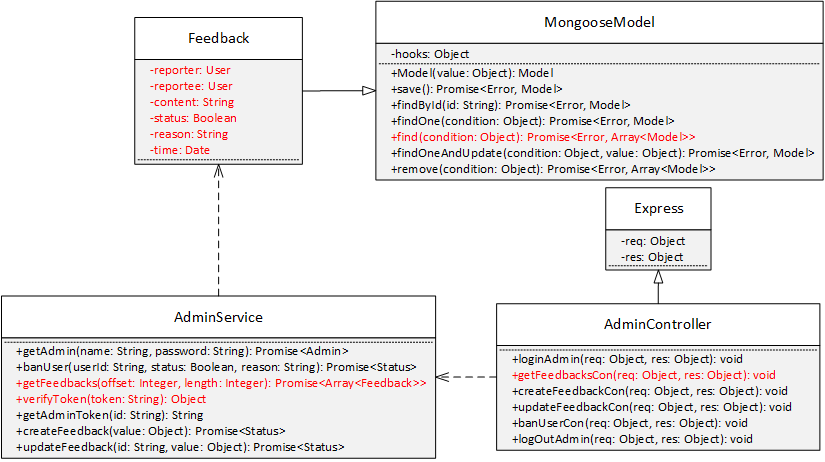 Feedback
-reporter: User
-reportee: User
-content: String
-status: Boolean
-reason: String
-time: Date
MongooseModel
-hooks: Object
+Model(value: Object): Model
+save(): Promise<Error, Model>
+findById(id: String): Promise<Error, Model>
+findOne(condition: Object): Promise<Error, Model>
+find(condition: Object): Promise<Error, Array<Model>>
+findOneAndUpdate(condition: Object, value: Object): Promise<Error, Model>
+remove(condition: Object): Promise<Error, Array<Model>>
Express
-req: Object
-res: Object
AdminService
+getAdmin(name: String, password: String): Promise<Admin>
+banUser(userId: String, status: Boolean, reason: String): Promise<Status>
+getFeedbacks(offset: Integer, length: Integer): Promise<Array<Feedback>>
+verifyToken(token: String): Object
+getAdminToken(id: String): String
+createFeedback(value: Object): Promise<Status>
+updateFeedback(id: String, value: Object): Promise<Status>
AdminController
+loginAdmin(req: Object, res: Object): void
+getFeedbacksCon(req: Object, res: Object): void
+createFeedbackCon(req: Object, res: Object): void
+updateFeedbackCon(req: Object, res: Object): void
+banUserCon(req: Object, res: Object): void
+logOutAdmin(req: Object, res: Object): void